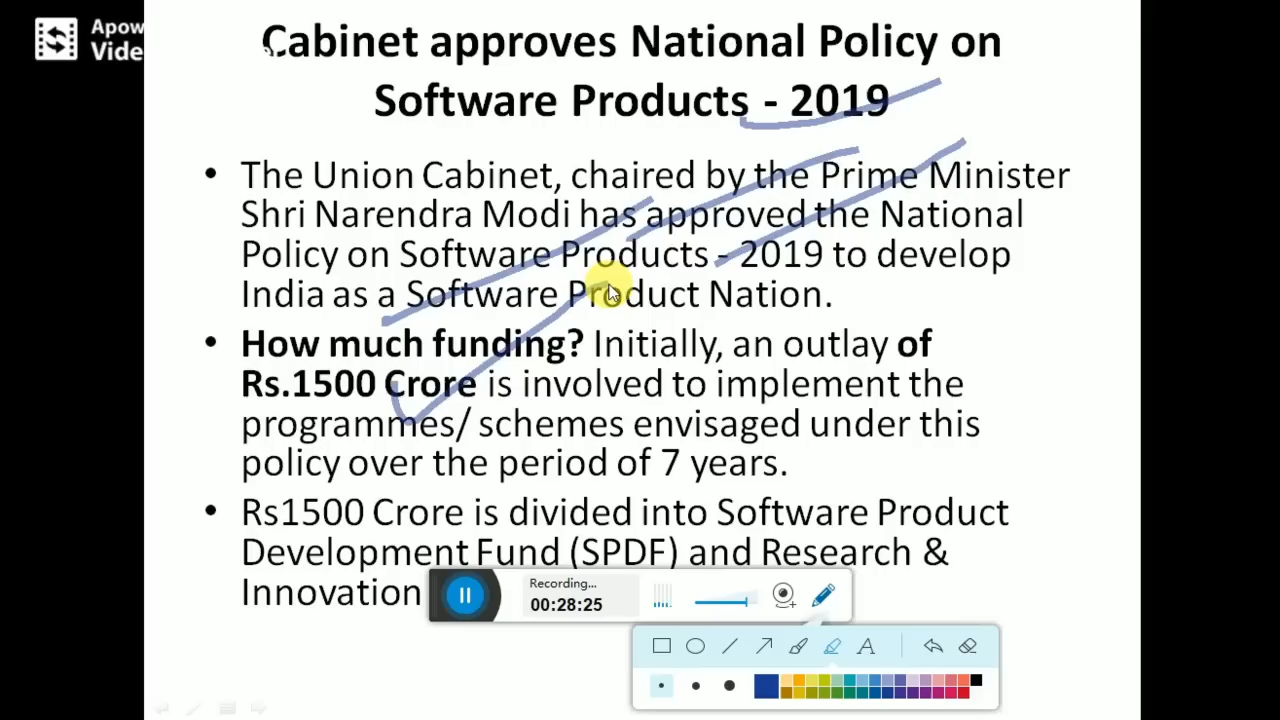 Apow
Vide
Cabinet approves National Policy on
Software Products - 2019
• The Union Cabinet, chaired by the Prime Minister
Shri Narendra Modi has approved the National
Policy on Software Products - 2019 to develop
India as a Software Product Nation.
• How much funding? Initially, an outlay of
Rs.1500 Crore is involved to implement the
programmes/ schemes envisaged under this
policy over the period of 7 years.
• Rs1500 Crore is divided into Software Product
Development Fund (SPDF) and Research &
Innovation
Recording...
00:28:25
A